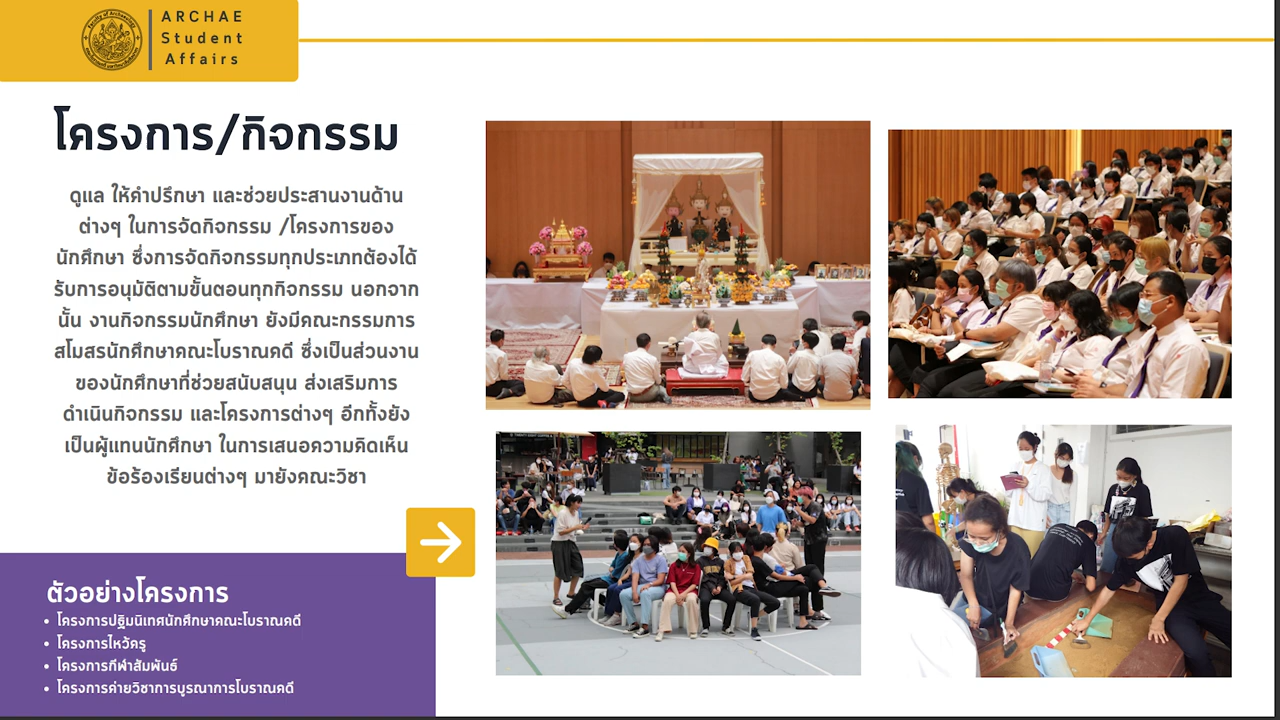 ARCHAE
Student
Affairs
โครงการ/กิจกรรม
ดูแล ให้คำปรึกษา และช่วยประสานงานด้าน
ต่างๆ ในการจัดกิจกรรม /โครงการของ
นักศึกษา ซึ่งการจัดกิจกรรมทุกประเภทต้องได้
รับการอนุมัติตามขั้นตอนทุกกิจกรรม นอกจาก
นั้น งานกิจกรรมนักศึกษา ยังมีคณะกรรมการ
สโมสรนักศึกษาคณะโบราณคดี ซึ่งเป็นส่วนงาน
ของนักศึกษาที่ช่วยสนับสนุน ส่งเสริมการ
ดำเนินกิจกรรม และโครงการต่างๆ อีกทั้งยัง
เป็นผู้แทนนักศึกษา ในการเสนอความคิดเห็น
ข้อร้องเรียนต่างๆ มายังคณะวิชา
ตัวอย่างโครงการ
• โครงการปฐมนิเทศนักศึกษาคณะโบราณคดี
• โครงการไหว้ครู
• โครงการกีฬาสัมพันธ์
• โครงการค่ายวิชาการบูรณาการโบราณคดี